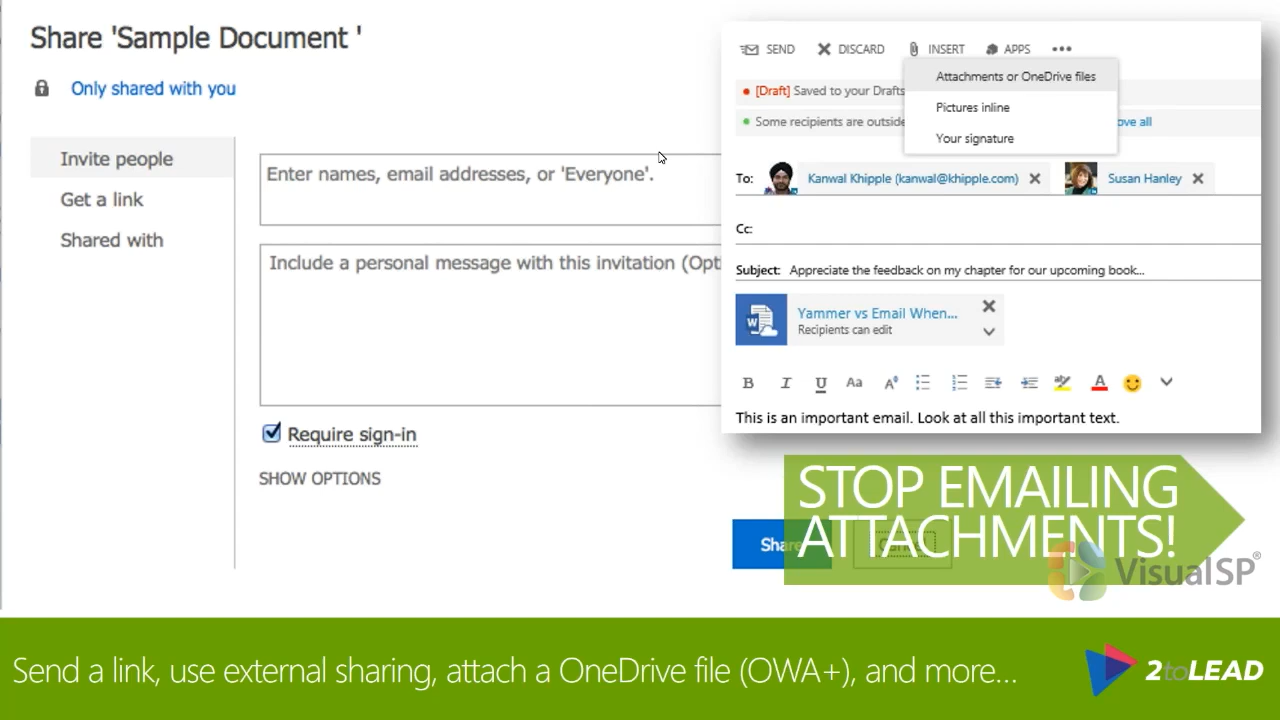 Share 'Sample Document '
Only shared with you
Invite people
Get a link
Shared with
Enter names, email addresses, or 'Everyone'.
Include a personal message with this invitation (Opti
Require sign-in
SHOW OPTIONS
Share
Cancel
SEND DISCARD INSERT APPS •••
Attachments or OneDrive files
Pictures inline
Your signature
[Draft] Saved to your Drafts
Some recipients are outside
ove all
To: Kanwal Khipple (kanwal@khipple.com) Susan Hanley
Cc:
Subject: Appreciate the feedback on my chapter for our upcoming book...
Yammer vs Email When...
Recipients can edit
B I U Aa A aby A
This is an important email. Look at all this important text.
STOP EMAILING
ATTACHMENTS!
VisualSP®
Send a link, use external sharing, attach a OneDrive file (OWA+), and more...
2toLEAD